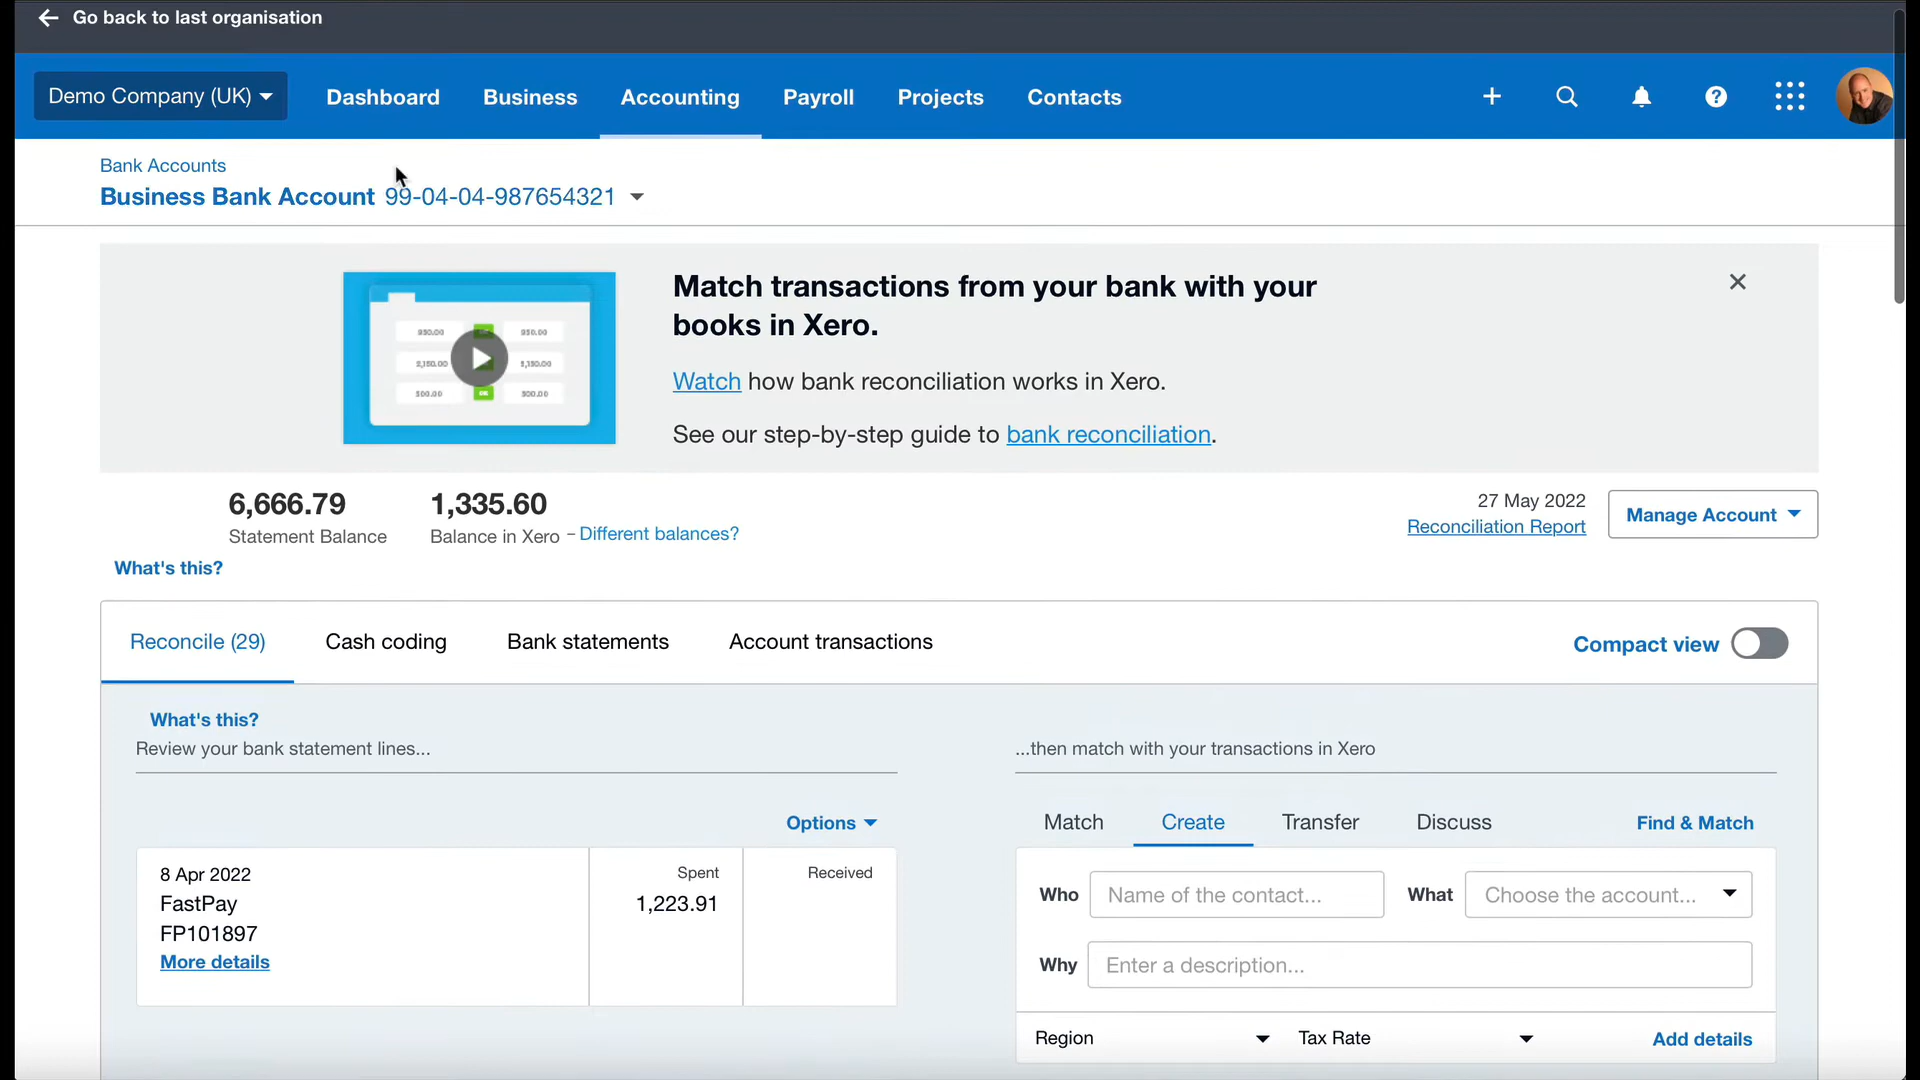 Go back to last organisation
Demo Company (UK)
Dashboard
Business
Accounting
Payroll
Projects
Contacts
Bank Accounts
Business Bank Account 99-04-04-987654321
Match transactions from your bank with your
books in Xero.
Watch how bank reconciliation works in Xero.
See our step-by-step guide to bank reconciliation.
6,666.79
Statement Balance
1,335.60
Balance in Xero – Different balances?
What's this?
27 May 2022
Reconciliation Report
Manage Account
Reconcile (29)
Cash coding
Bank statements
Account transactions
Compact view
What's this?
Review your bank statement lines...
...then match with your transactions in Xero
Options
8 Apr 2022
FastPay
FP101897
More details
Spent
1,223.91
Received
Match
Create
Transfer
Discuss
Find & Match
Who
Name of the contact...
What
Choose the account...
Why
Enter a description...
Region
Tax Rate
Add details